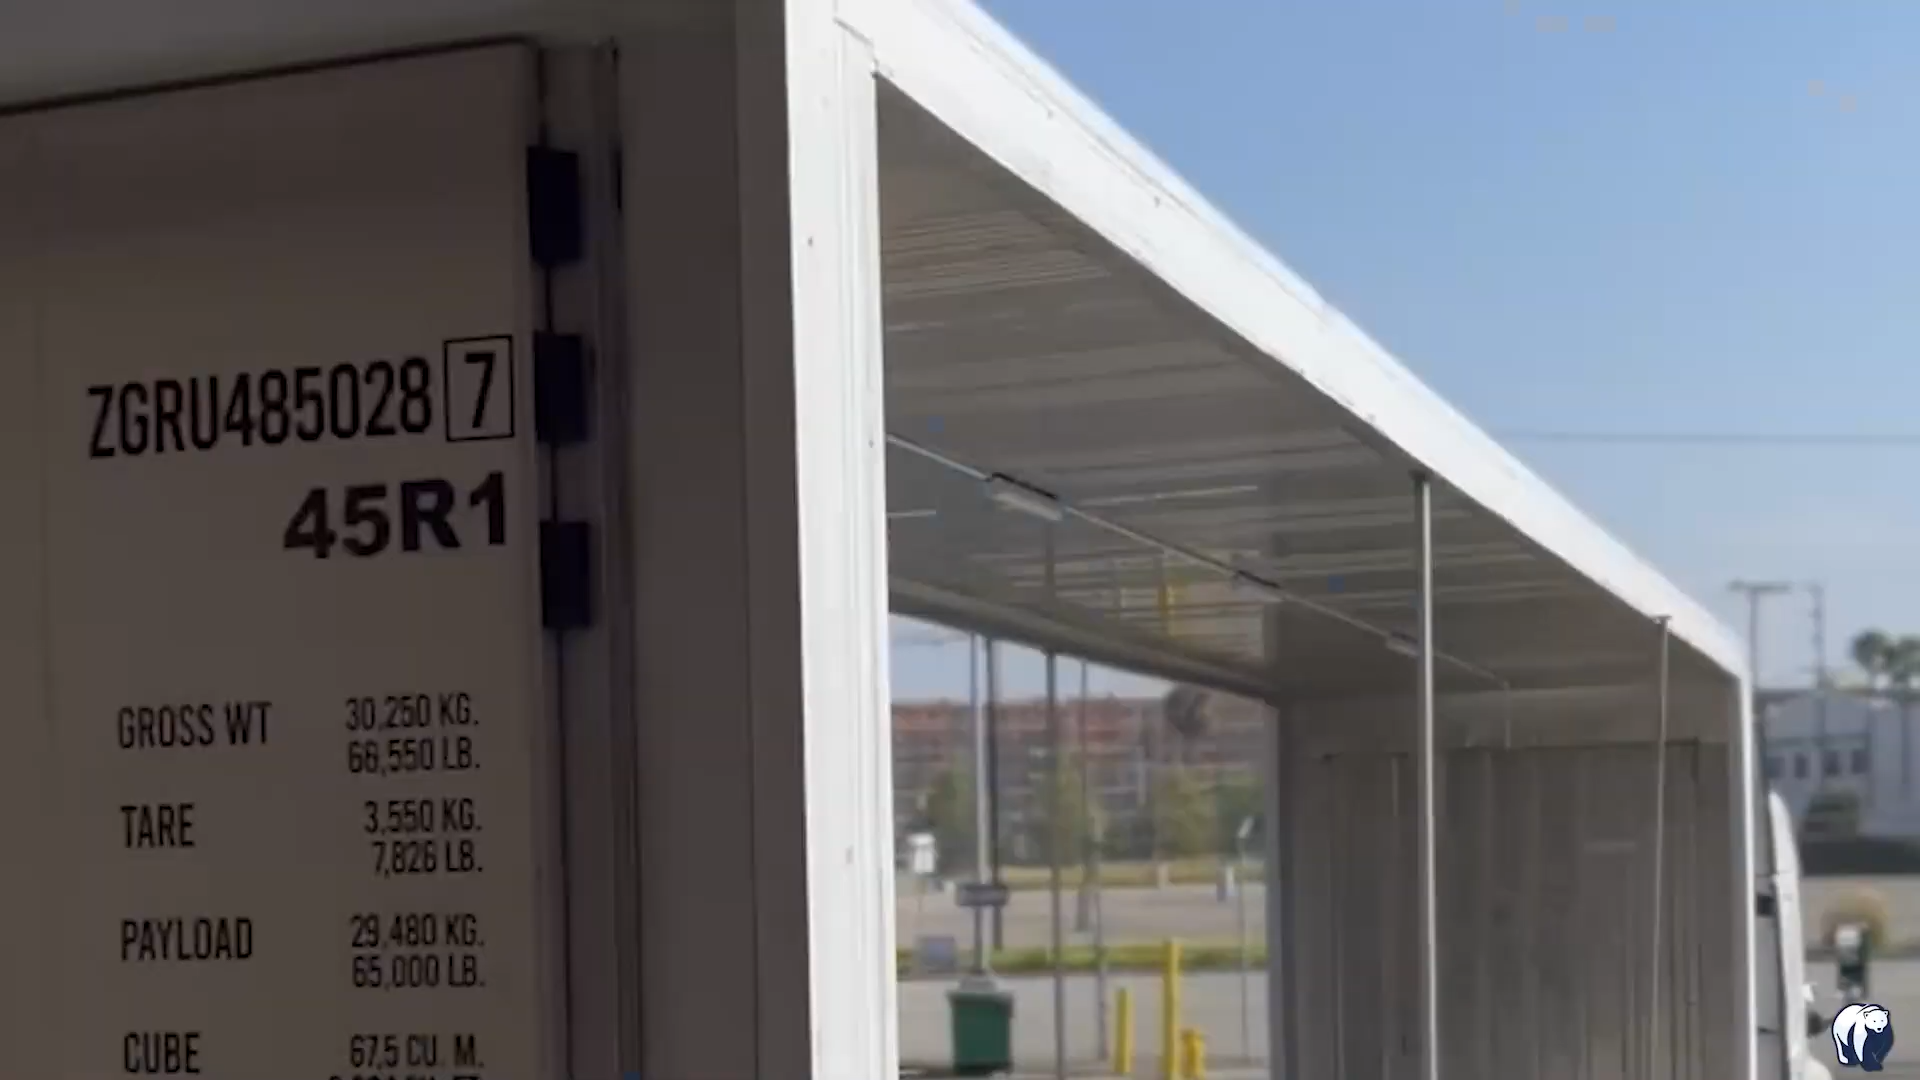 ZGRU485028 7
45R1
GROSS WT 30,250 KG.
66,550 LB.
TARE 3,550 KG.
7,826 LB.
PAYLOAD 29,480 KG.
65,000 LB.
CUBE 67,5 CU. M.